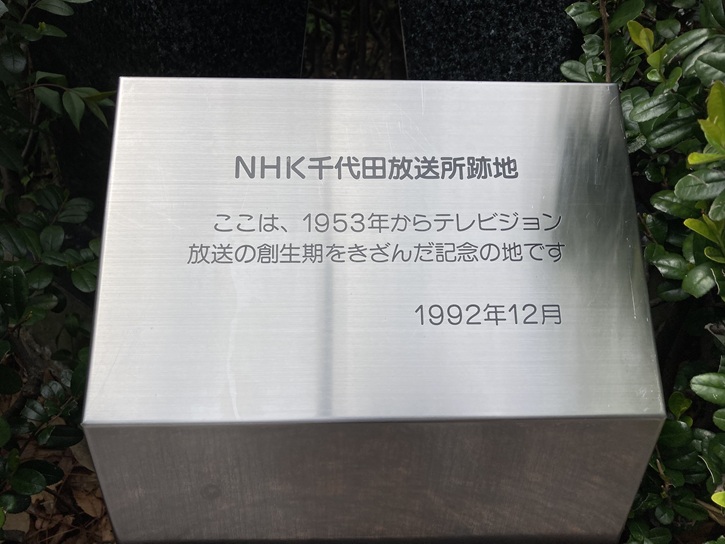 NHK千代田放送所跡地
ここは、1953年からテレビジョン
放送の創生期をきざんだ記念の地です
1992年12月